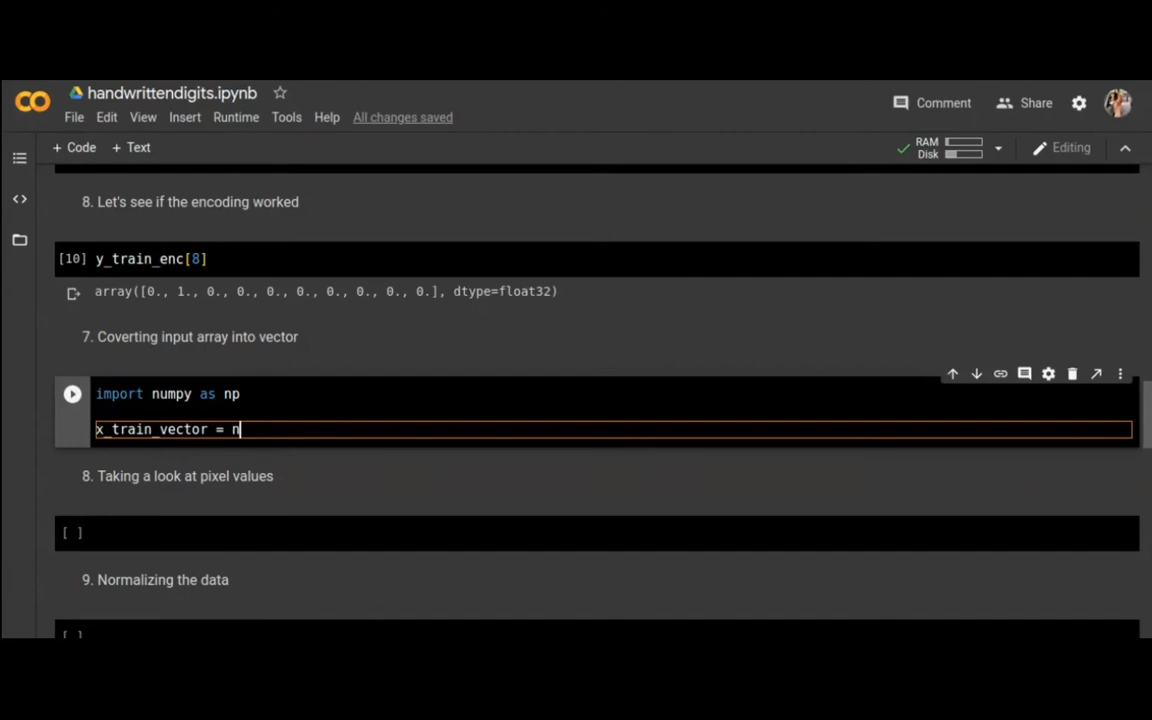 handwrittendigits.ipynb
Comment Share
File Edit View Insert Runtime Tools Help All changes saved
+ Code + Text
RAM
Disk
Editing
8. Let's see if the encoding worked
[10] y_train_enc[8]
array([0., 1., 0., 0., 0., 0., 0., 0., 0., 0.], dtype=float32)
7. Coverting input array into vector
import numpy as np
x_train_vector = n
8. Taking a look at pixel values
[ ]
9. Normalizing the data
[ ]